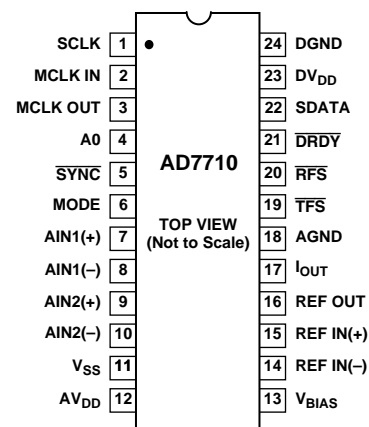 SCLK 1 24 DGND
MCLK IN 2 23 DVDD
MCLK OUT 3 22 SDATA
A0 4 21 DRDY
SYNC 5 20 RFS
MODE 6 19 TFS
AIN1(+) 7 18 AGND
AIN1(–) 8 17 IOUT
AIN2(+) 9 16 REF OUT
AIN2(–) 10 15 REF IN(+)
VSS 11 14 REF IN(–)
AVDD 12 13 VBIAS
AD7710
TOP VIEW
(Not to Scale)